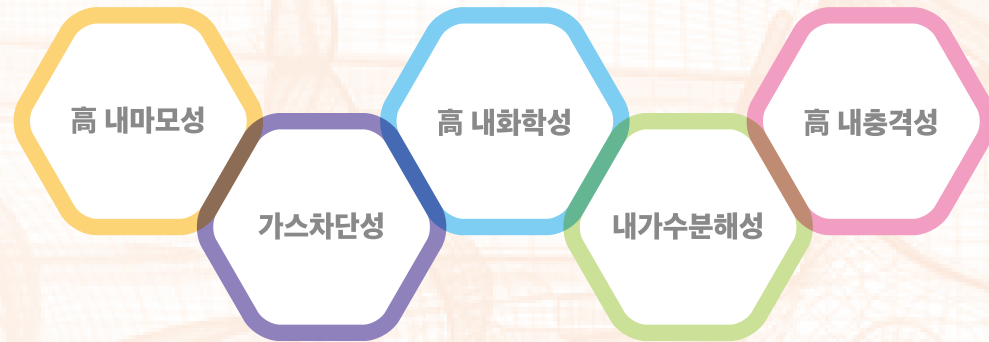 高 내마모성
가스차단성
高 내화학성
내가수분해성
高 내충격성